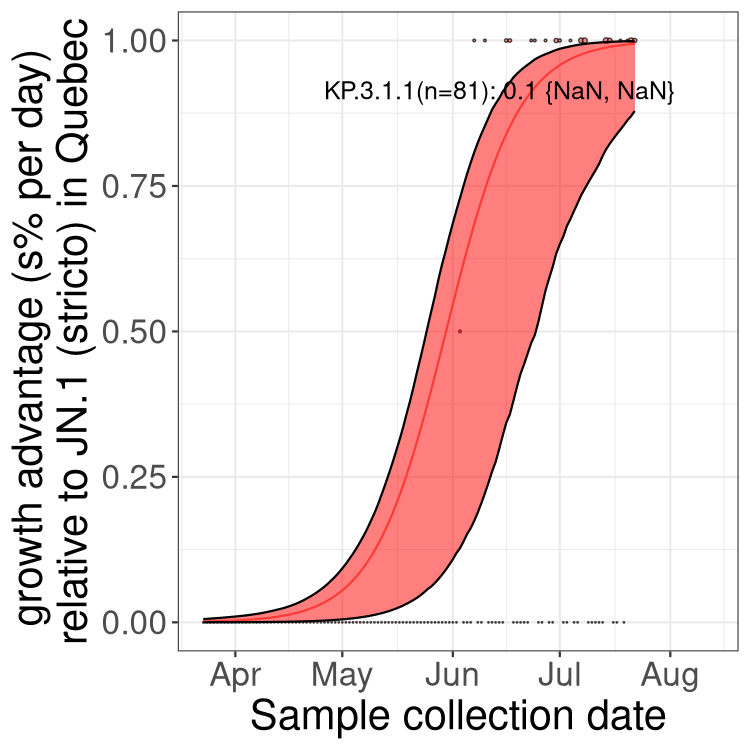 growth advantage (s% per day)
relative to JN.1 (stricto) in Quebec
1.00
0.75
0.50
0.25
0.00
KP.3.1.1(n=81): 0.1 {NaN, NaN}
Apr May Jun Jul Aug
Sample collection date